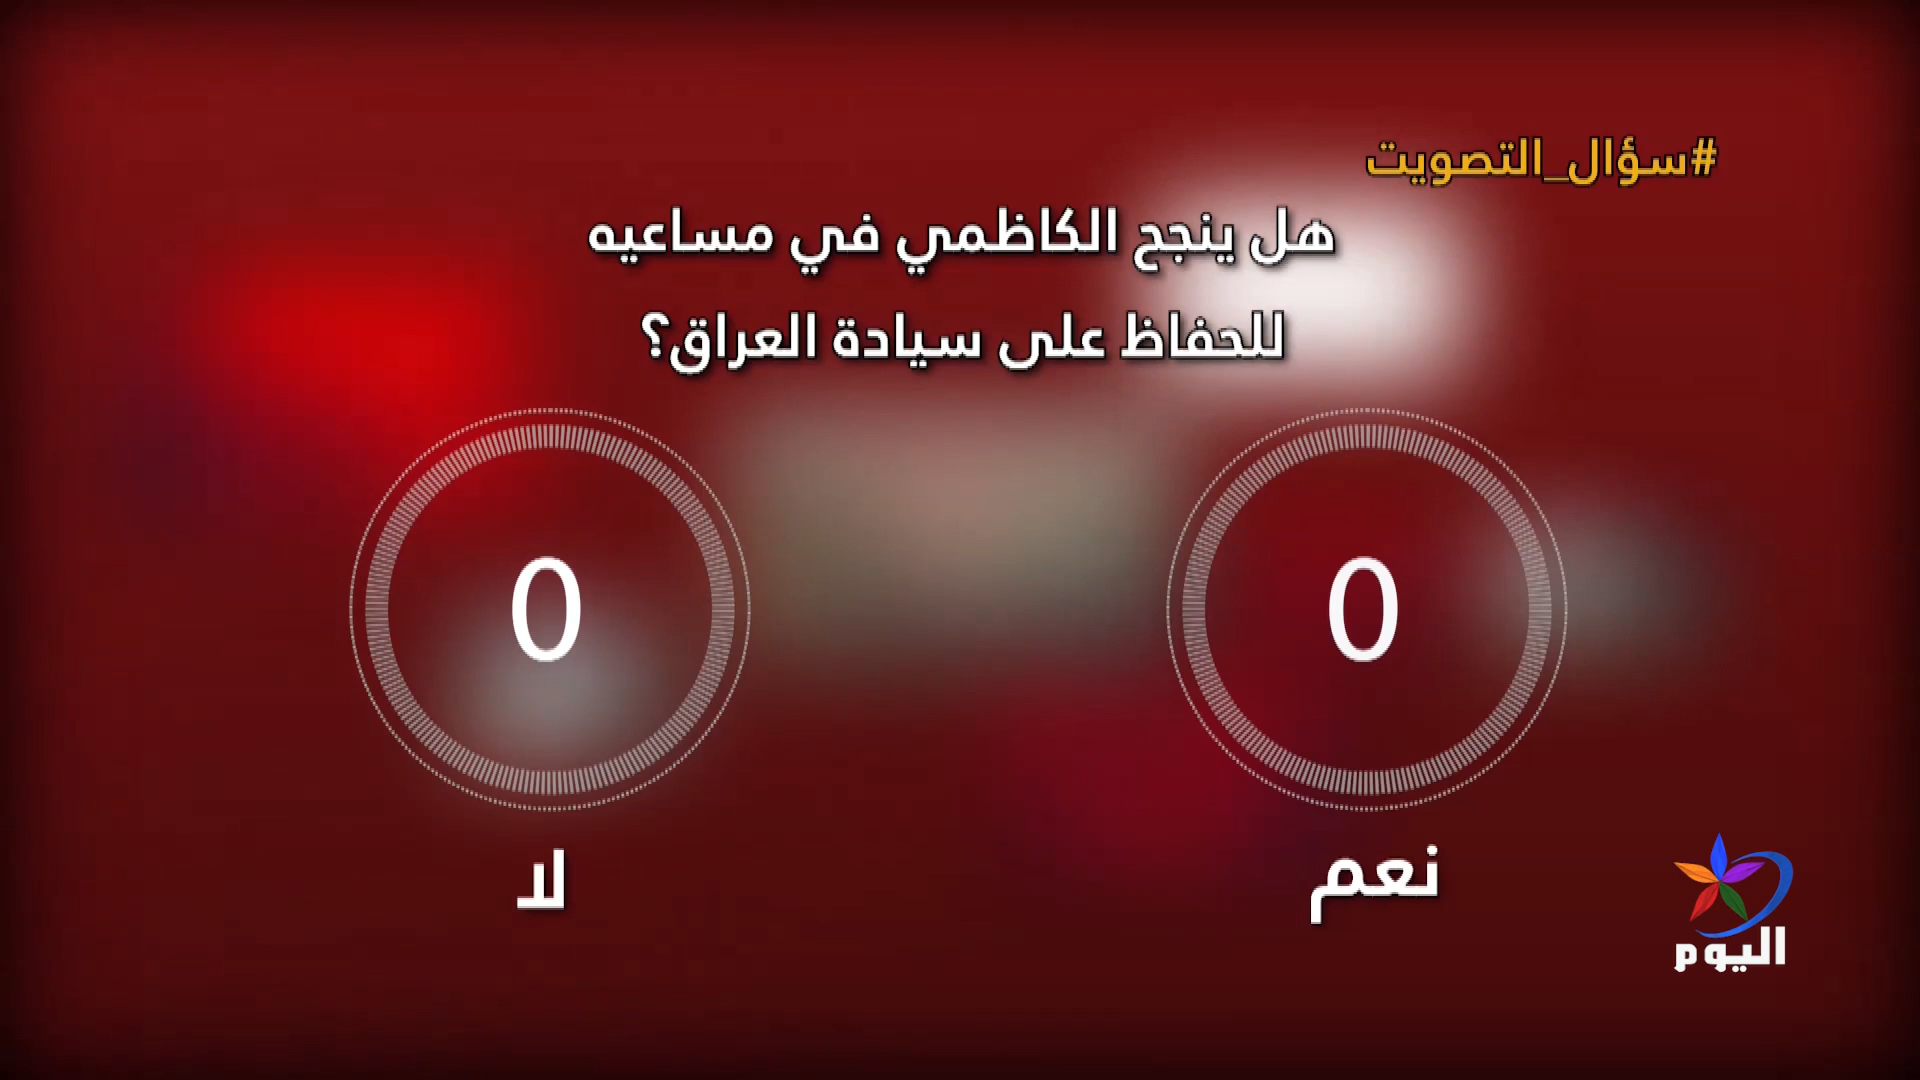 #سؤال_التصويت
هل ينجح الكاظمي في مساعيه
للحفاظ على سيادة العراق؟
0
0
نعم
لا
اليوم